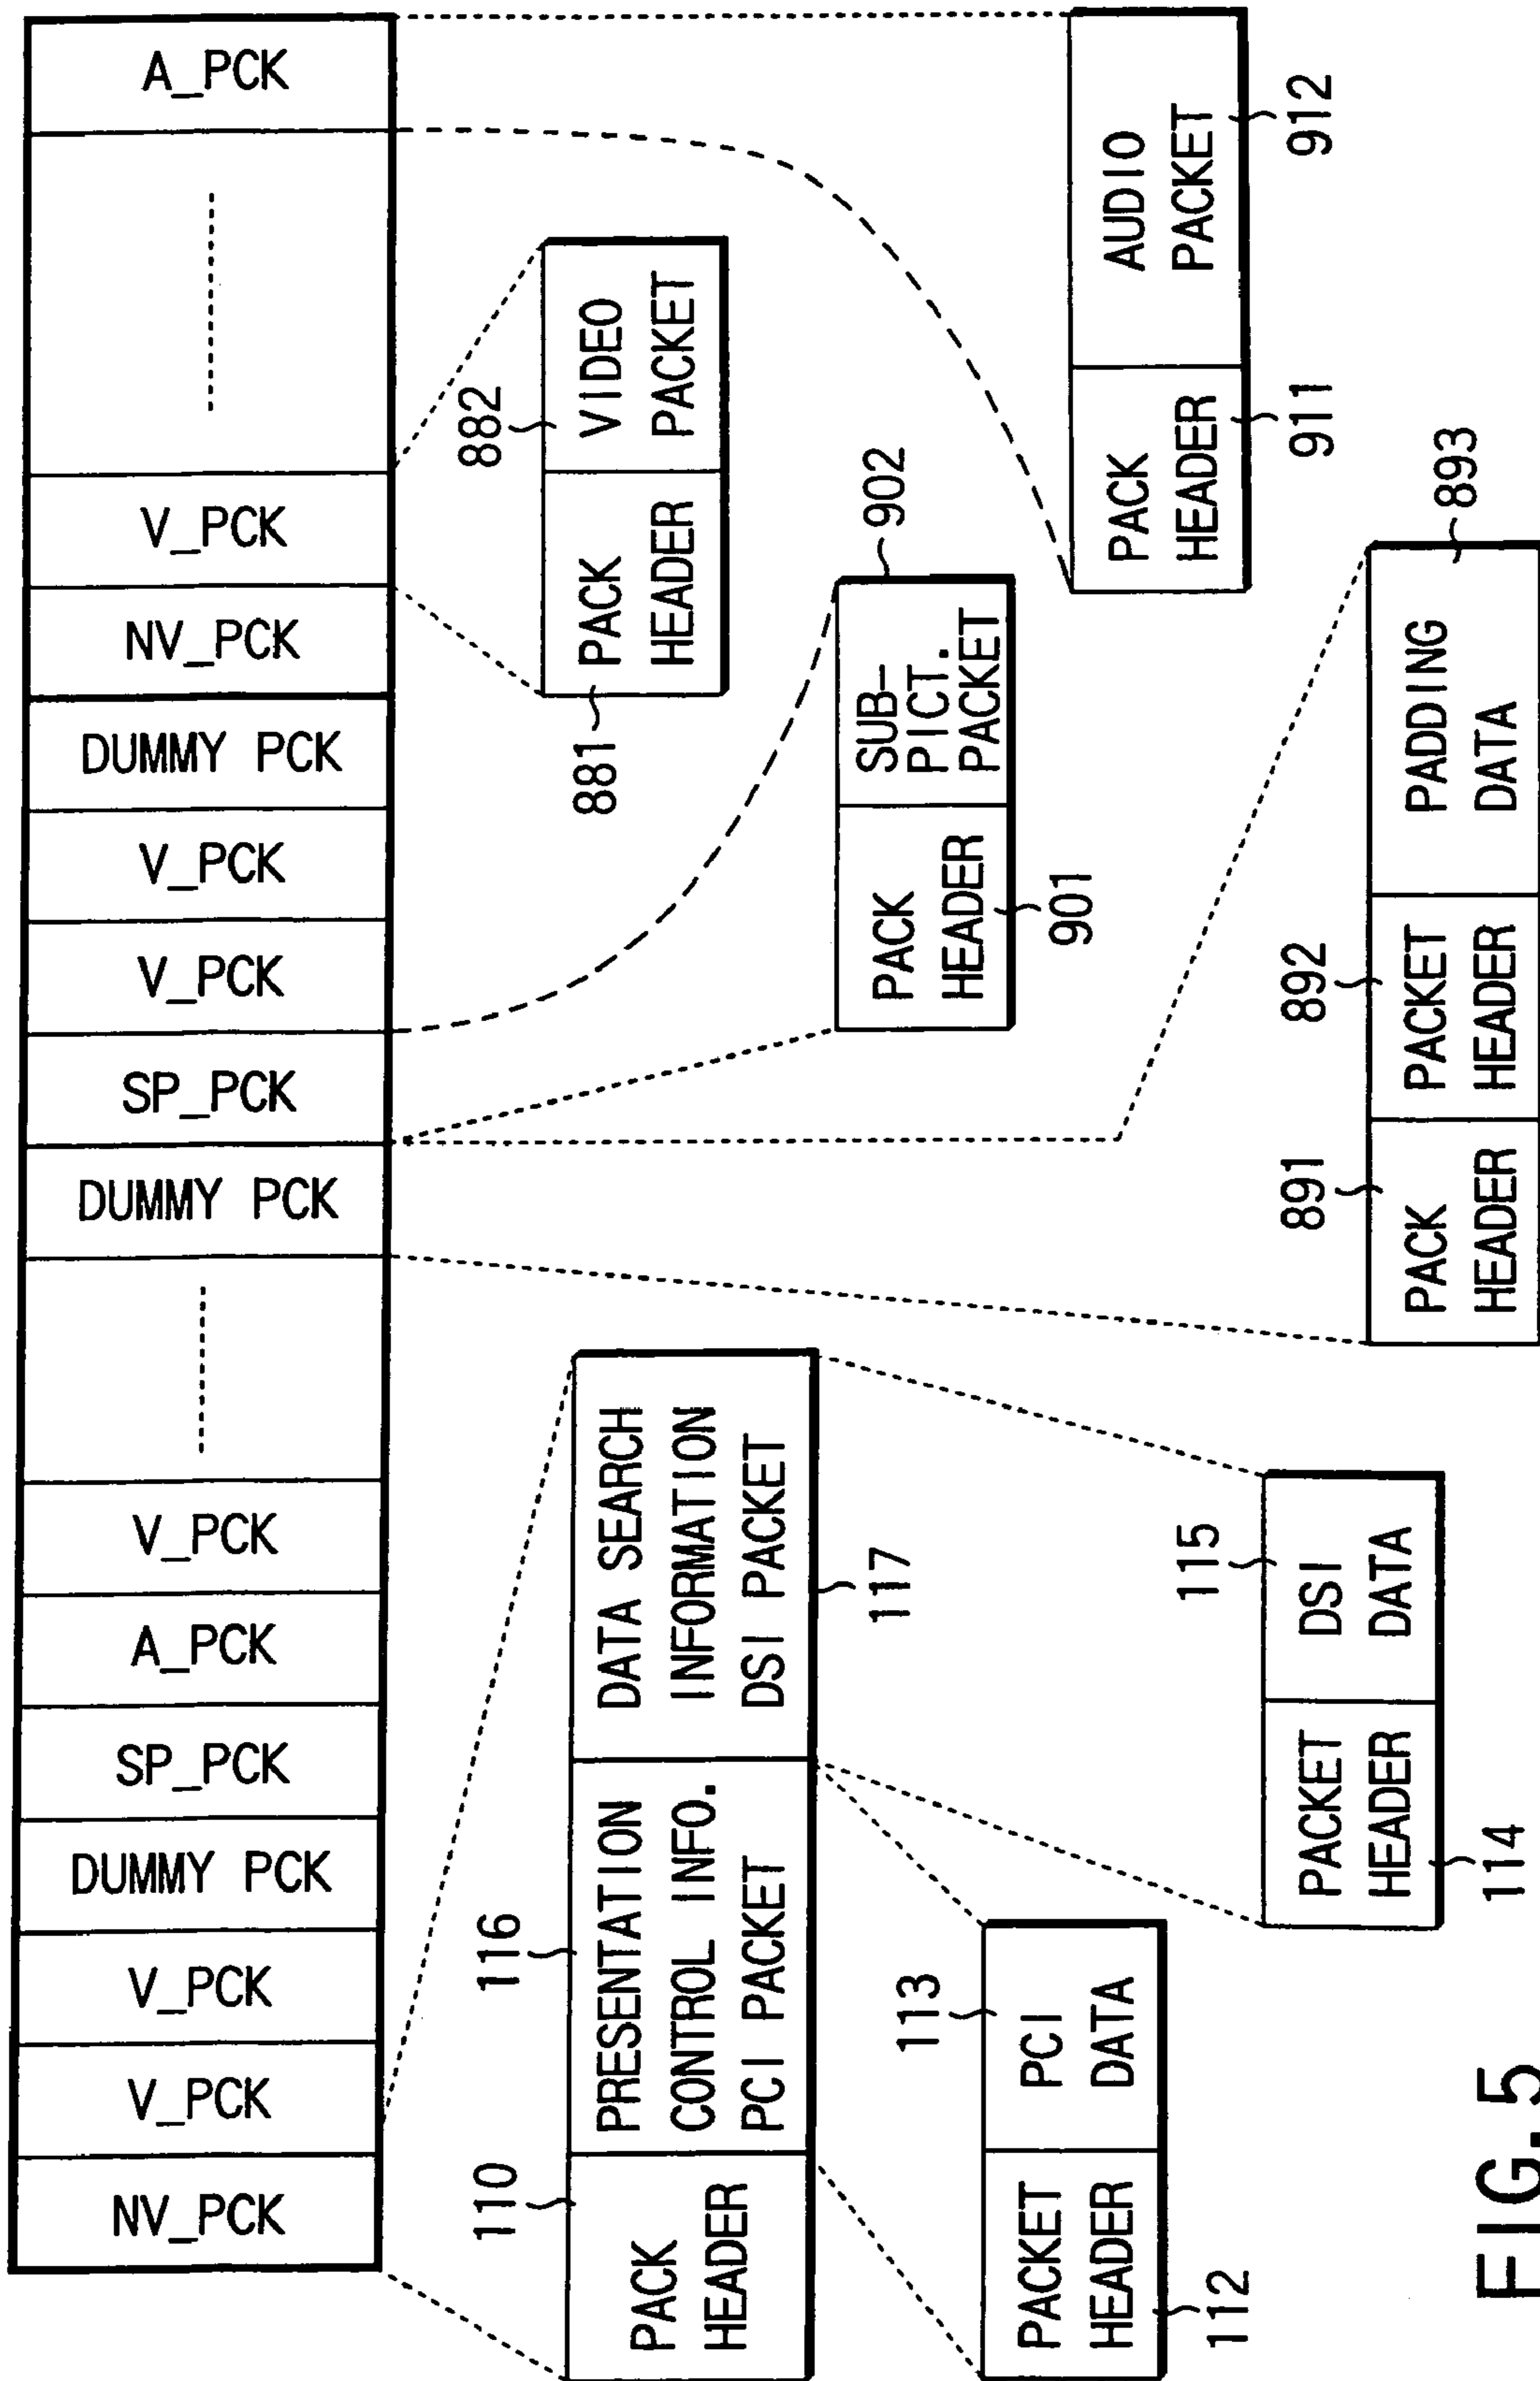 NV_PCK
V_PCK
V_PCK
DUMMY PCK
SP_PCK
A_PCK
V_PCK
DUMMY PCK
SP_PCK
V_PCK
V_PCK
DUMMY PCK
NV_PCK
V_PCK
A_PCK
110
116
PACK
HEADER
PRESENTATION
CONTROL INFO.
PCI PACKET
DATA SEARCH
INFORMATION
DSI PACKET
117
881
882
PACK
HEADER
VIDEO
PACKET
902
PACK
HEADER
SUB-
PICT.
PACKET
901
113
PACKET
HEADER
PCI
DATA
112
115
PACKET
HEADER
DSI
DATA
114
PACK
HEADER
AUDIO
PACKET
911
912
891
892
893
PACK
HEADER
PACKET
HEADER
PADDING
DATA
FIG. 5